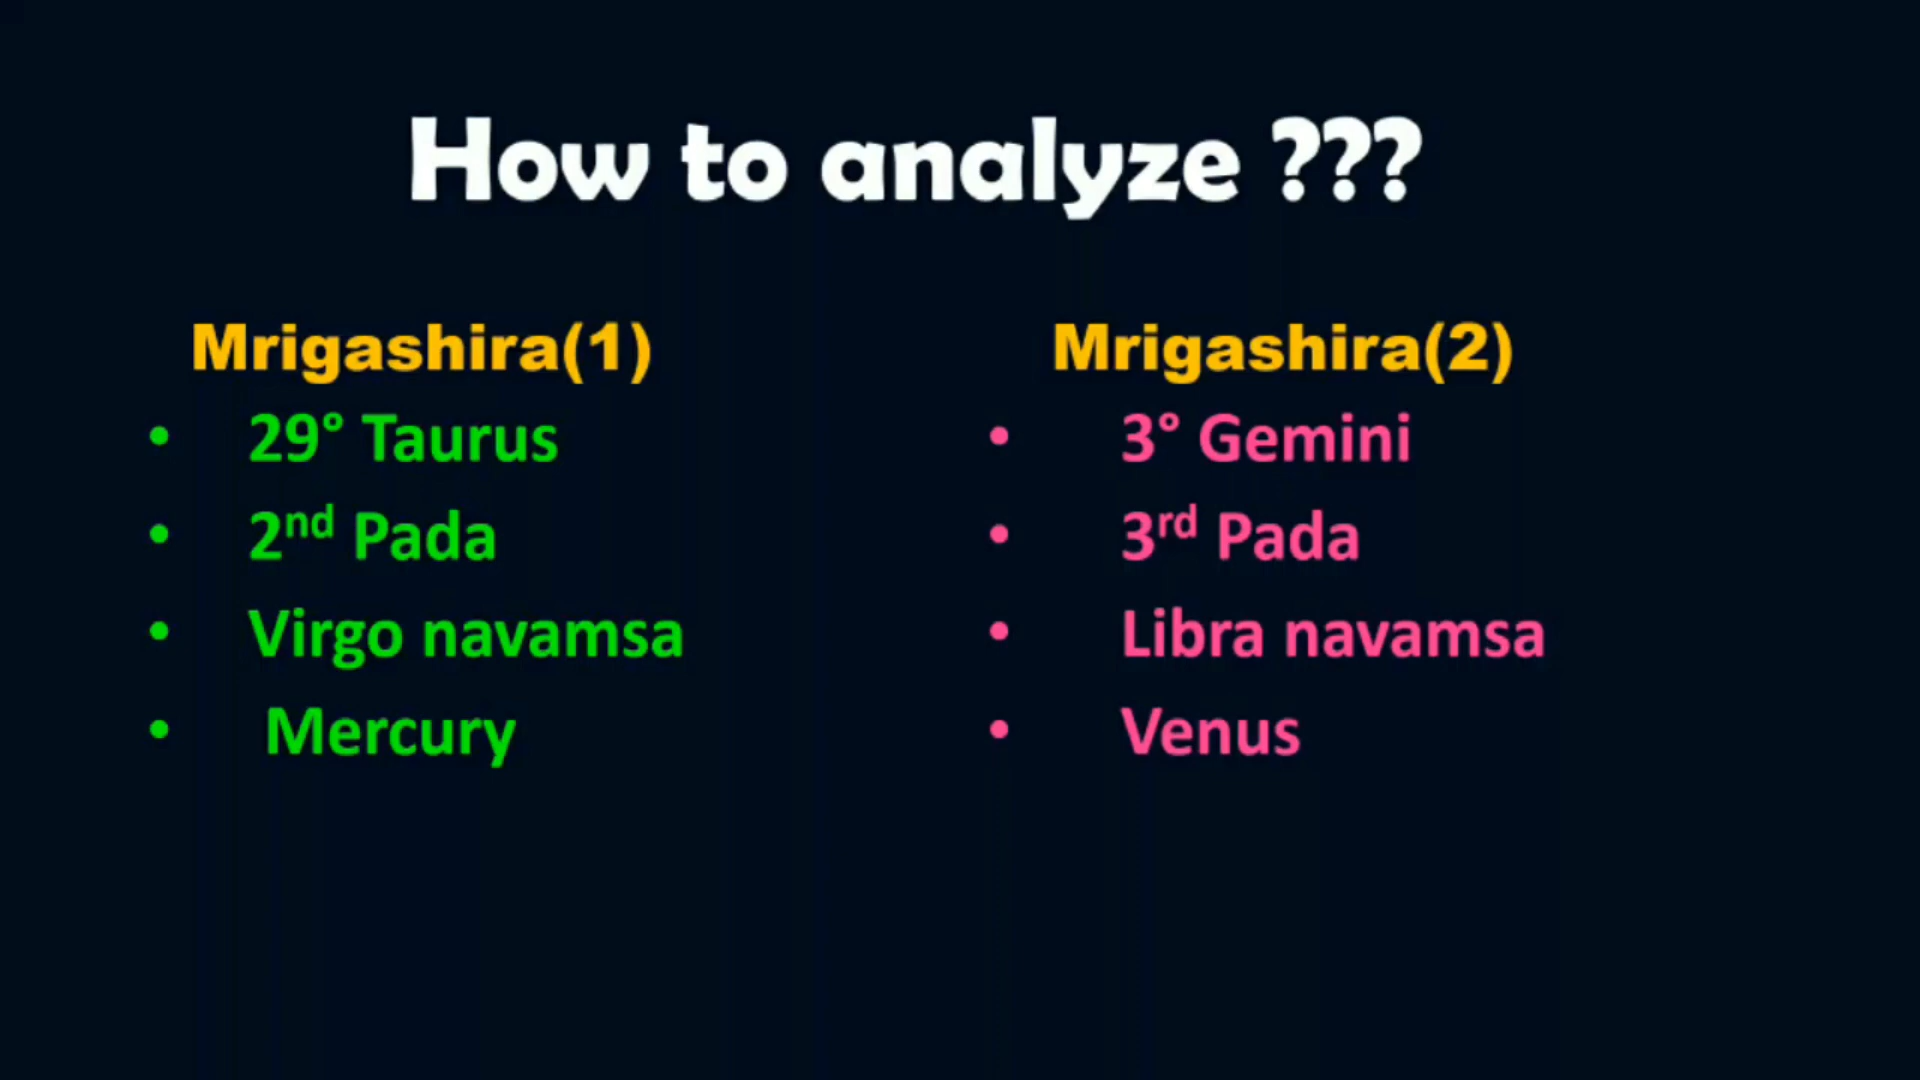 How to analyze ???
Mrigashira(1)
• 29° Taurus
• 2nd Pada
• Virgo navamsa
• Mercury
Mrigashira(2)
• 3° Gemini
• 3rd Pada
• Libra navamsa
• Venus